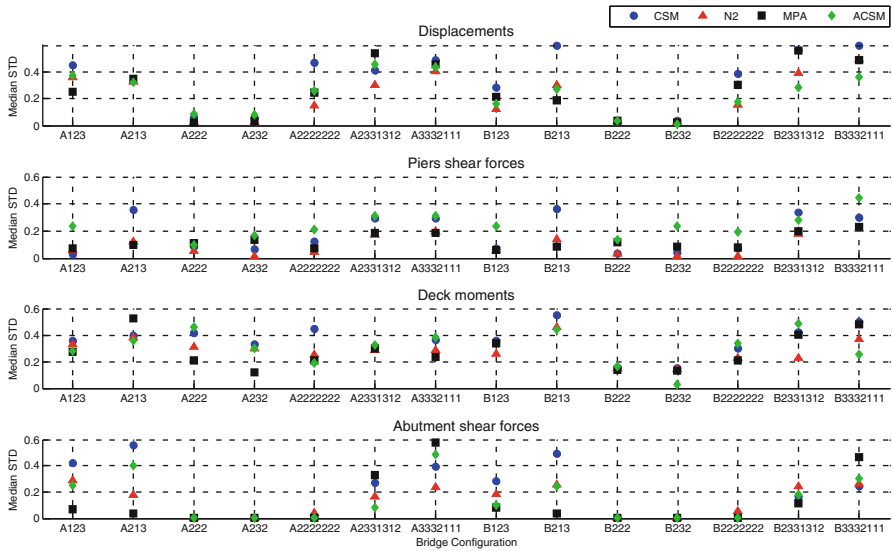 CSM N2 MPA ACSM
Displacements
Median STD
0.4
0.2
0
A123 A213 A222 A232 A2222222 A2331312 A3332111 B123 B213 B222 B232 B2222222 B2331312 B3332111
Piers shear forces
Median STD
0.6
0.4
0.2
0
A123 A213 A222 A232 A2222222 A2331312 A3332111 B123 B213 B222 B232 B2222222 B2331312 B3332111
Deck moments
Median STD
0.6
0.4
0.2
0
A123 A213 A222 A232 A2222222 A2331312 A3332111 B123 B213 B222 B232 B2222222 B2331312 B3332111
Abutment shear forces
Median STD
0.6
0.4
0.2
0
A123 A213 A222 A232 A2222222 A2331312 A3332111 B123 B213 B222 B232 B2222222 B2331312 B3332111
Bridge Configuration